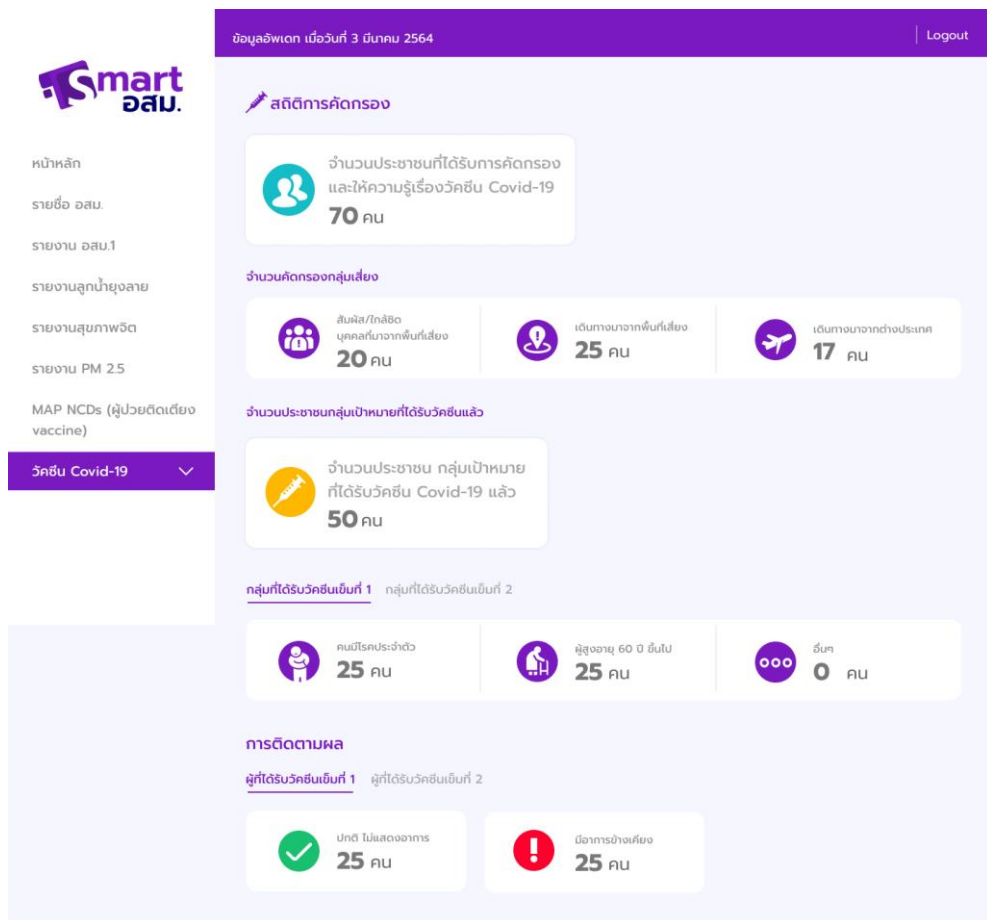 ข้อมูลอัพเดท เมื่อวันที่ 3 มีนาคม 2564
Logout
Smart
อสม.
หน้าหลัก
รายชื่อ อสม.
รายงาน อสม.1
รายงานลูกน้ำยุงลาย
รายงานสุขภาพจิต
รายงาน PM 2.5
MAP NCDs (ผู้ป่วยติดเตียง
vaccine)
วัคซีน Covid-19
สถิติการคัดกรอง
จำนวนประชาชนที่ได้รับการคัดกรอง
และให้ความรู้เรื่องวัคซีน Covid-19
70 คน
จำนวนคัดกรองกลุ่มเสี่ยง
สัมผัส/ใกล้ชิด
บุคคลที่มาจากพื้นที่เสี่ยง
20 คน
เดินทางมาจากพื้นที่เสี่ยง
25 คน
เดินทางมาจากต่างประเทศ
17 คน
จำนวนประชาชนกลุ่มเป้าหมายที่ได้รับวัคซีนแล้ว
จำนวนประชาชน กลุ่มเป้าหมาย
ที่ได้รับวัคซีน Covid-19 แล้ว
50 คน
กลุ่มที่ได้รับวัคซีนเข็มที่ 1 กลุ่มที่ได้รับวัคซีนเข็มที่ 2
คนมีโรคประจำตัว
25 คน
ผู้สูงอายุ 60 ปี ขึ้นไป
25 คน
อื่นๆ
0 คน
การติดตามผล
ผู้ที่ได้รับวัคซีนเข็มที่ 1 ผู้ที่ได้รับวัคซีนเข็มที่ 2
ปกติ ไม่แสดงอาการ
25 คน
มีอาการข้างเคียง
25 คน